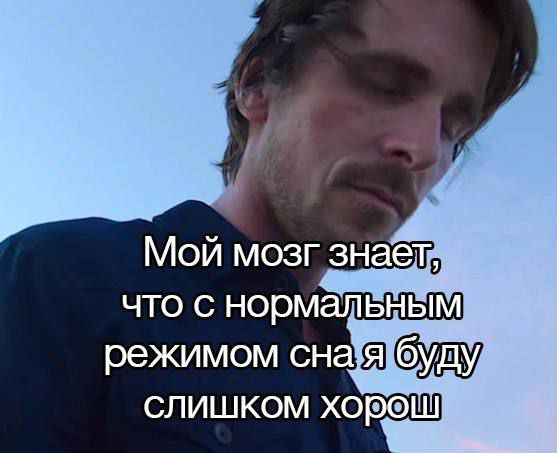 Мой мозг знает,
что с нормальным
режимом сна я буду
слишком хорош